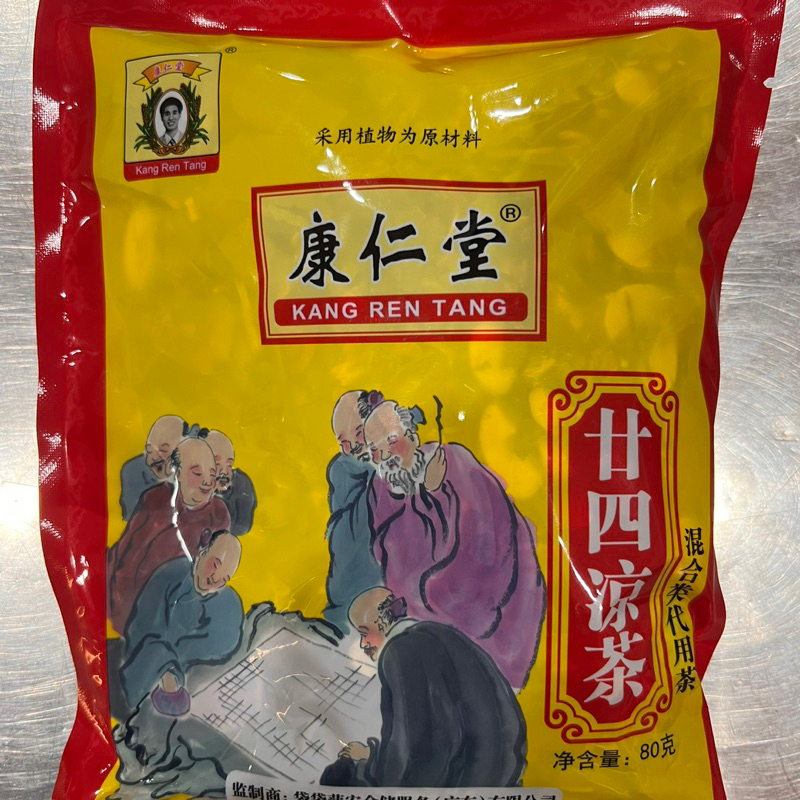 康仁堂
®
Kang Ren Tang
采用植物为原材料
康仁堂®
KANG REN TANG
廿四凉茶
混合类代用茶
净含量：80克
监制商：